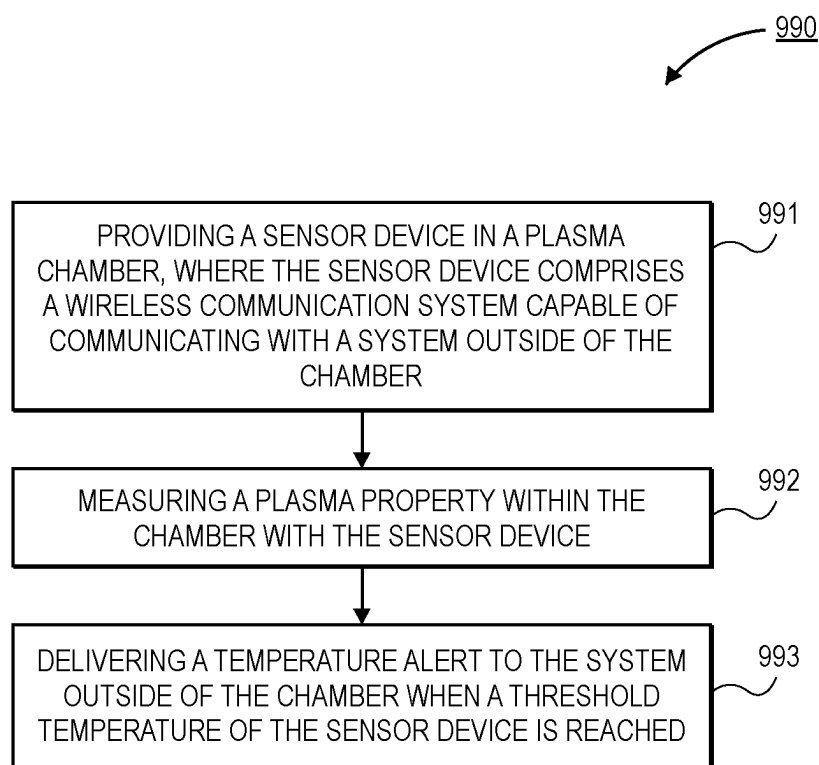 990
991
PROVIDING A SENSOR DEVICE IN A PLASMA
CHAMBER, WHERE THE SENSOR DEVICE COMPRISES
A WIRELESS COMMUNICATION SYSTEM CAPABLE OF
COMMUNICATING WITH A SYSTEM OUTSIDE OF THE
CHAMBER
992
MEASURING A PLASMA PROPERTY WITHIN THE
CHAMBER WITH THE SENSOR DEVICE
993
DELIVERING A TEMPERATURE ALERT TO THE SYSTEM
OUTSIDE OF THE CHAMBER WHEN A THRESHOLD
TEMPERATURE OF THE SENSOR DEVICE IS REACHED